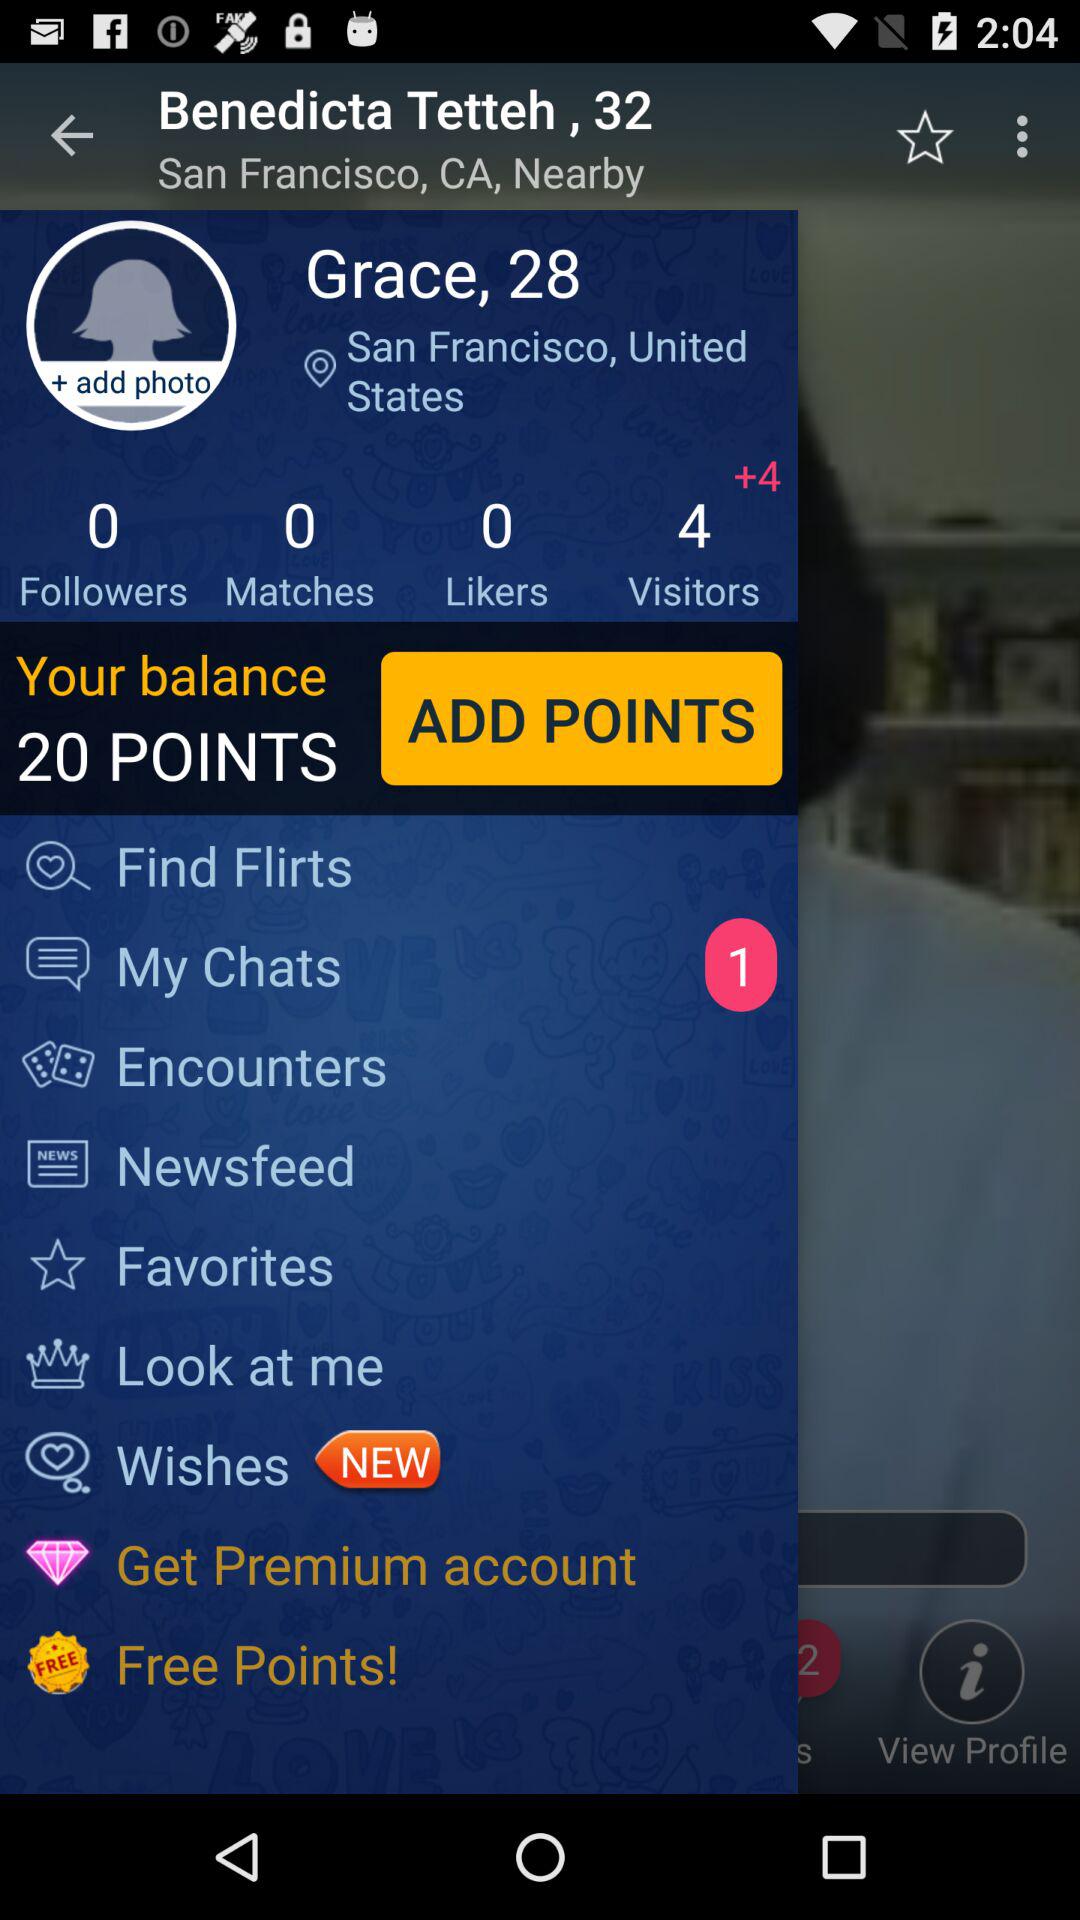 FAKE
2:04
Benedicta Tetteh , 32
San Francisco, CA, Nearby
Grace, 28
San Francisco, United
States
+ add photo
+4
0
0
0
4
Followers
Matches
Likers
Visitors
Your balance
20 POINTS
ADD POINTS
Find Flirts
My Chats
1
Encounters
NEWS
Newsfeed
Favorites
Look at me
Wishes
NEW
Get Premium account
FREE
Free Points!
2
s
View Profile